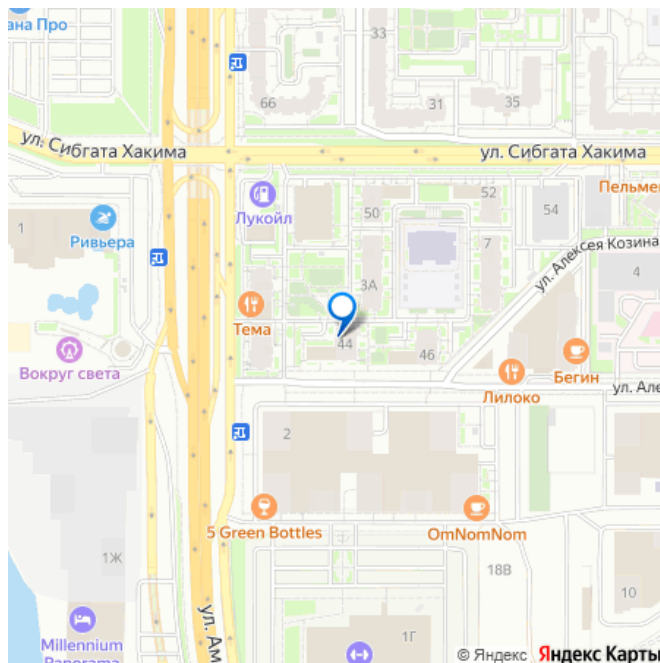 ана Про
33
66
31
35
ул. Сибгата Хакима
ул. Сибгата Хакима
Лукойл
50
52
54
Пельме
1
Ривьера
7
ул. Алексея Козина
3А
4
Тема
44
46
Вокруг света
Лилоко
Бегин
ул. Але
2
5 Green Bottles
OmNomNom
1Ж
18В
10
ул. Ам
1Г
Millennium
Panorama
© Яндекс Яндекс Карты